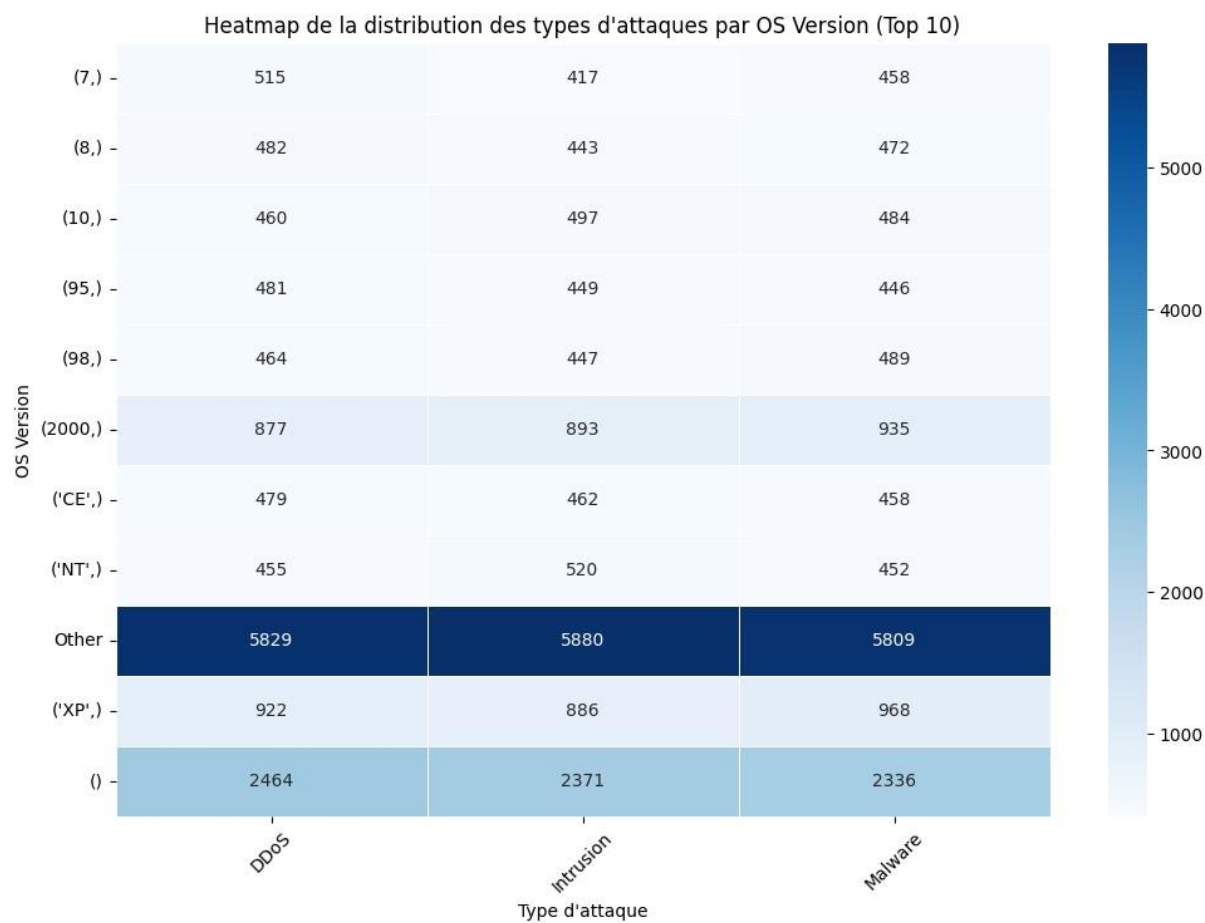 Heatmap de la distribution des types d'attaques par OS Version (Top 10)
(7,) 515 417 458
(8,) 482 443 472
(10,) 460 497 484
(95,) 481 449 446
(98,) 464 447 489
(2000,) 877 893 935
('CE',) 479 462 458
('NT',) 455 520 452
Other 5829 5880 5809
('XP',) 922 886 968
() 2464 2371 2336
OS Version
DDoS Intrusion Malware
Type d'attaque
5000
4000
3000
2000
1000